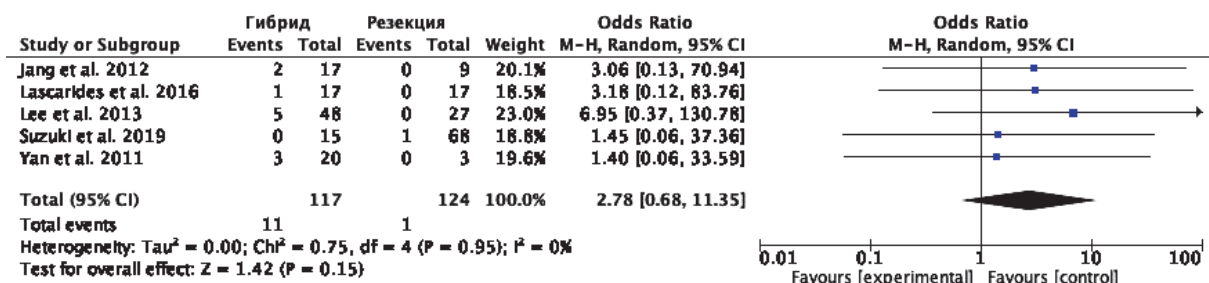 Гибрид Резекция Odds Ratio Odds Ratio
Study or Subgroup Events Total Events Total Weight M-H, Random, 95% CI M-H, Random, 95% CI
Jang et al. 2012 2 17 0 9 20.1% 3.06 [0.13, 70.94]
Lascarides et al. 2016 1 17 0 17 18.5% 3.18 [0.12, 83.76]
Lee et al. 2013 5 48 0 27 23.0% 6.95 [0.37, 130.78]
Suzuki et al. 2019 0 15 1 68 18.8% 1.45 [0.06, 37.36]
Yan et al. 2011 3 20 0 3 19.6% 1.40 [0.06, 33.59]
Total (95% CI) 117 124 100.0% 2.78 [0.68, 11.35]
Total events 11 1
Heterogeneity: Tau² = 0.00; Chi² = 0.75, df = 4 (P = 0.95); I² = 0%
Test for overall effect: Z = 1.42 (P = 0.15)
0.01 0.1 1 10 100
Favours [experimental] Favours [control]